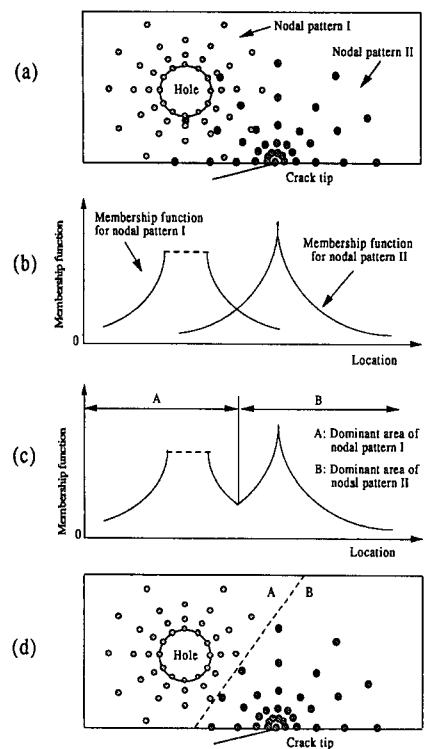 (a)
Nodal pattern I
Nodal pattern II
Hole
Crack tip
(b)
Membership function
Membership function
for nodal pattern I
Membership function
for nodal pattern II
0
Location
(c)
Membership function
A
B
A: Dominant area of
nodal pattern I
B: Dominant area of
nodal pattern II
0
Location
(d)
A
B
Hole
Crack tip